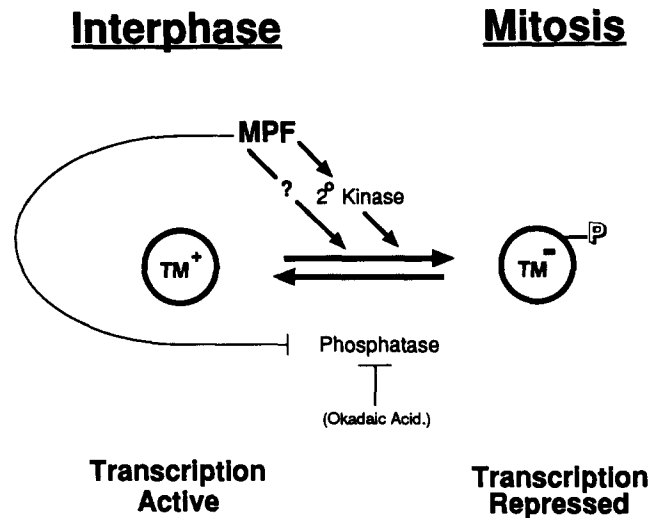 Interphase Mitosis
MPF
? 2° Kinase
TM+ TM- P
Phosphatase
(Okadaic Acid.)
Transcription Active
Transcription Repressed